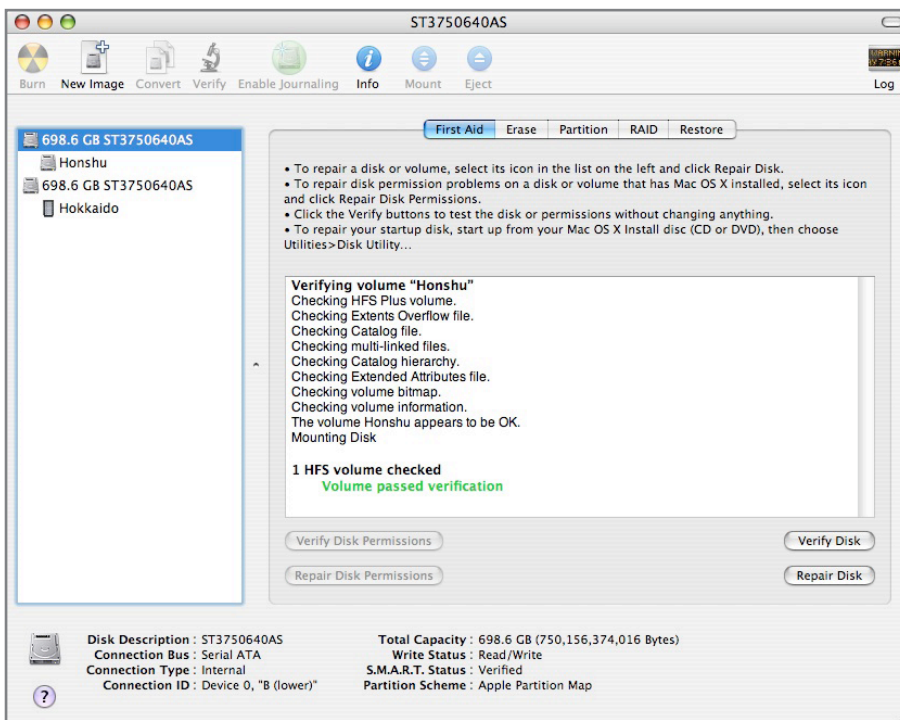 ST3750640AS
Burn New Image Convert Verify Enable Journaling Info Mount Eject Log
698.6 GB ST3750640AS
Honshu
698.6 GB ST3750640AS
Hokkaido
First Aid Erase Partition RAID Restore
• To repair a disk or volume, select its icon in the list on the left and click Repair Disk.
• To repair disk permission problems on a disk or volume that has Mac OS X installed, select its icon
and click Repair Disk Permissions.
• Click the Verify buttons to test the disk or permissions without changing anything.
• To repair your startup disk, start up from your Mac OS X Install disc (CD or DVD), then choose
Utilities>Disk Utility...
Verifying volume “Honshu”
Checking HFS Plus volume.
Checking Extents Overflow file.
Checking Catalog file.
Checking multi-linked files.
Checking Catalog hierarchy.
Checking Extended Attributes file.
Checking volume bitmap.
Checking volume information.
The volume Honshu appears to be OK.
Mounting Disk
1 HFS volume checked
Volume passed verification
Verify Disk Permissions Verify Disk
Repair Disk Permissions Repair Disk
Disk Description : ST3750640AS
Connection Bus : Serial ATA
Connection Type : Internal
Connection ID : Device 0, "B (lower)"
Total Capacity : 698.6 GB (750,156,374,016 Bytes)
Write Status : Read/Write
S.M.A.R.T. Status : Verified
Partition Scheme : Apple Partition Map
?